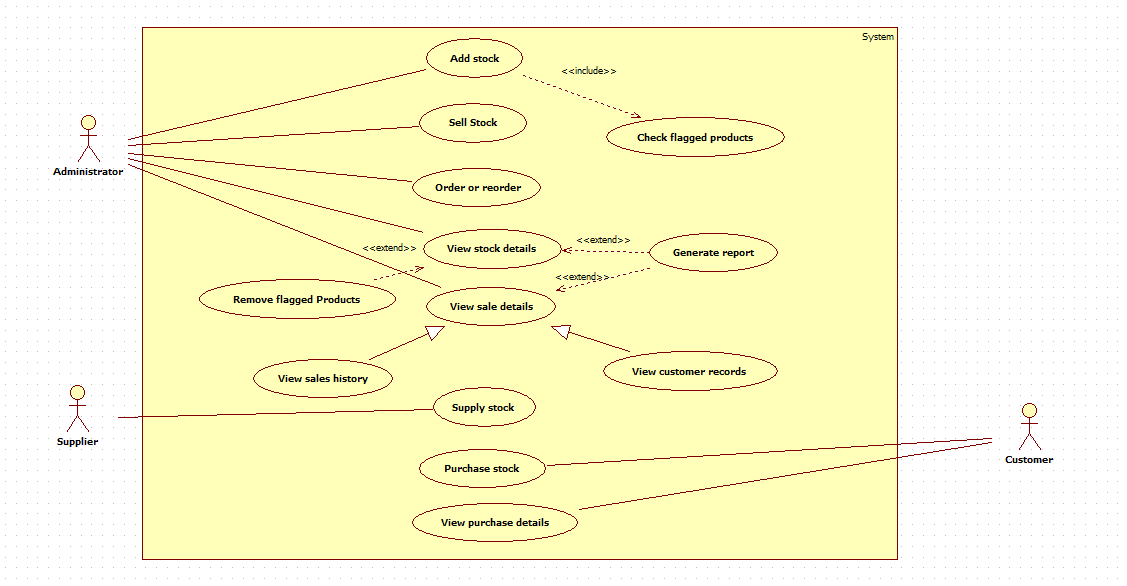 System
Add stock
<<include>>
Sell Stock
Check flagged products
Administrator
Order or reorder
<<extend>>
<<extend>>
View stock details
Generate report
<<extend>>
Remove flagged Products
View sale details
View customer records
View sales history
Supply stock
Supplier
Customer
Purchase stock
View purchase details